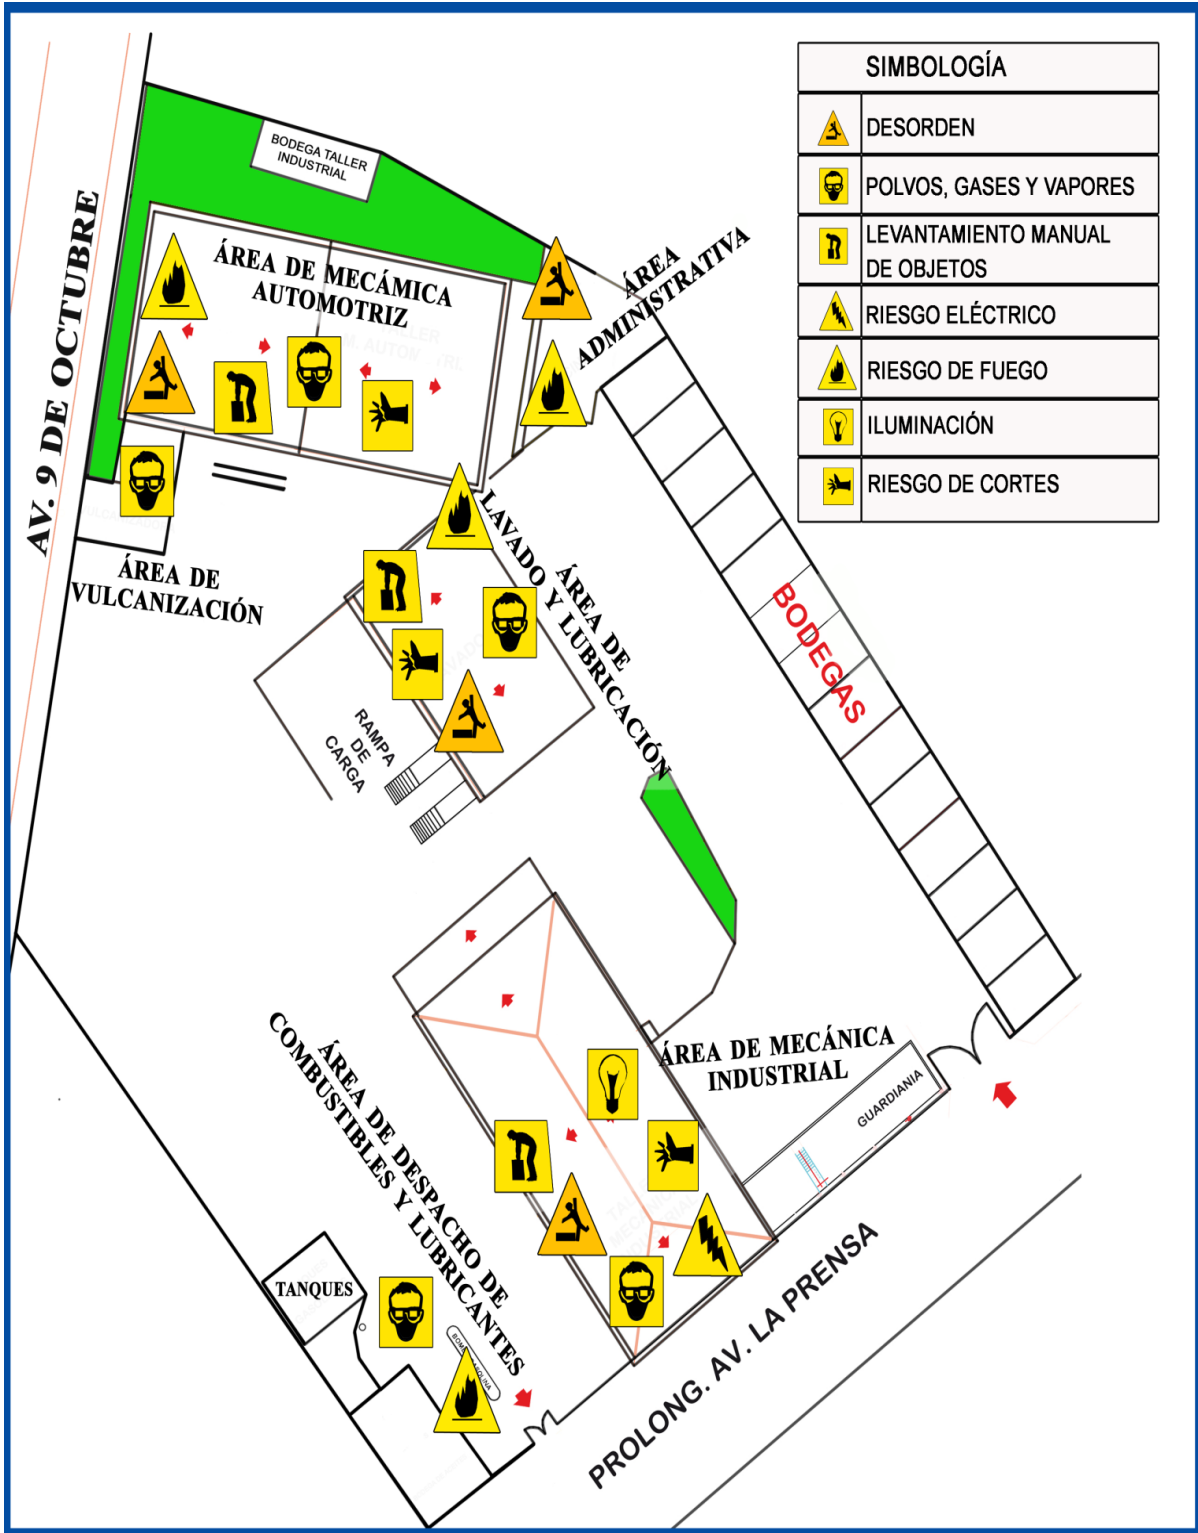 SIMBOLOGÍA
DESORDEN
POLVOS, GASES Y VAPORES
LEVANTAMIENTO MANUAL
DE OBJETOS
RIESGO ELÉCTRICO
RIESGO DE FUEGO
ILUMINACIÓN
RIESGO DE CORTES
BODEGA TALLER
INDUSTRIAL
AV. 9 DE OCTUBRE
ÁREA DE MECÁMICA
AUTOMOTRIZ
ÁREA
ADMINISTRATIVA
ÁREA DE
VULCANIZACIÓN
ÁREA DE
LAVADO Y LUBRICACIÓN
BODEGAS
RAMPA
DE
CARGA
ÁREA DE MECÁNICA
INDUSTRIAL
GUARDIANIA
ÁREA DE DESPACHO DE
COMBUSTIBLES Y LUBRICANTES
TANQUES
PROLONG. AV. LA PRENSA